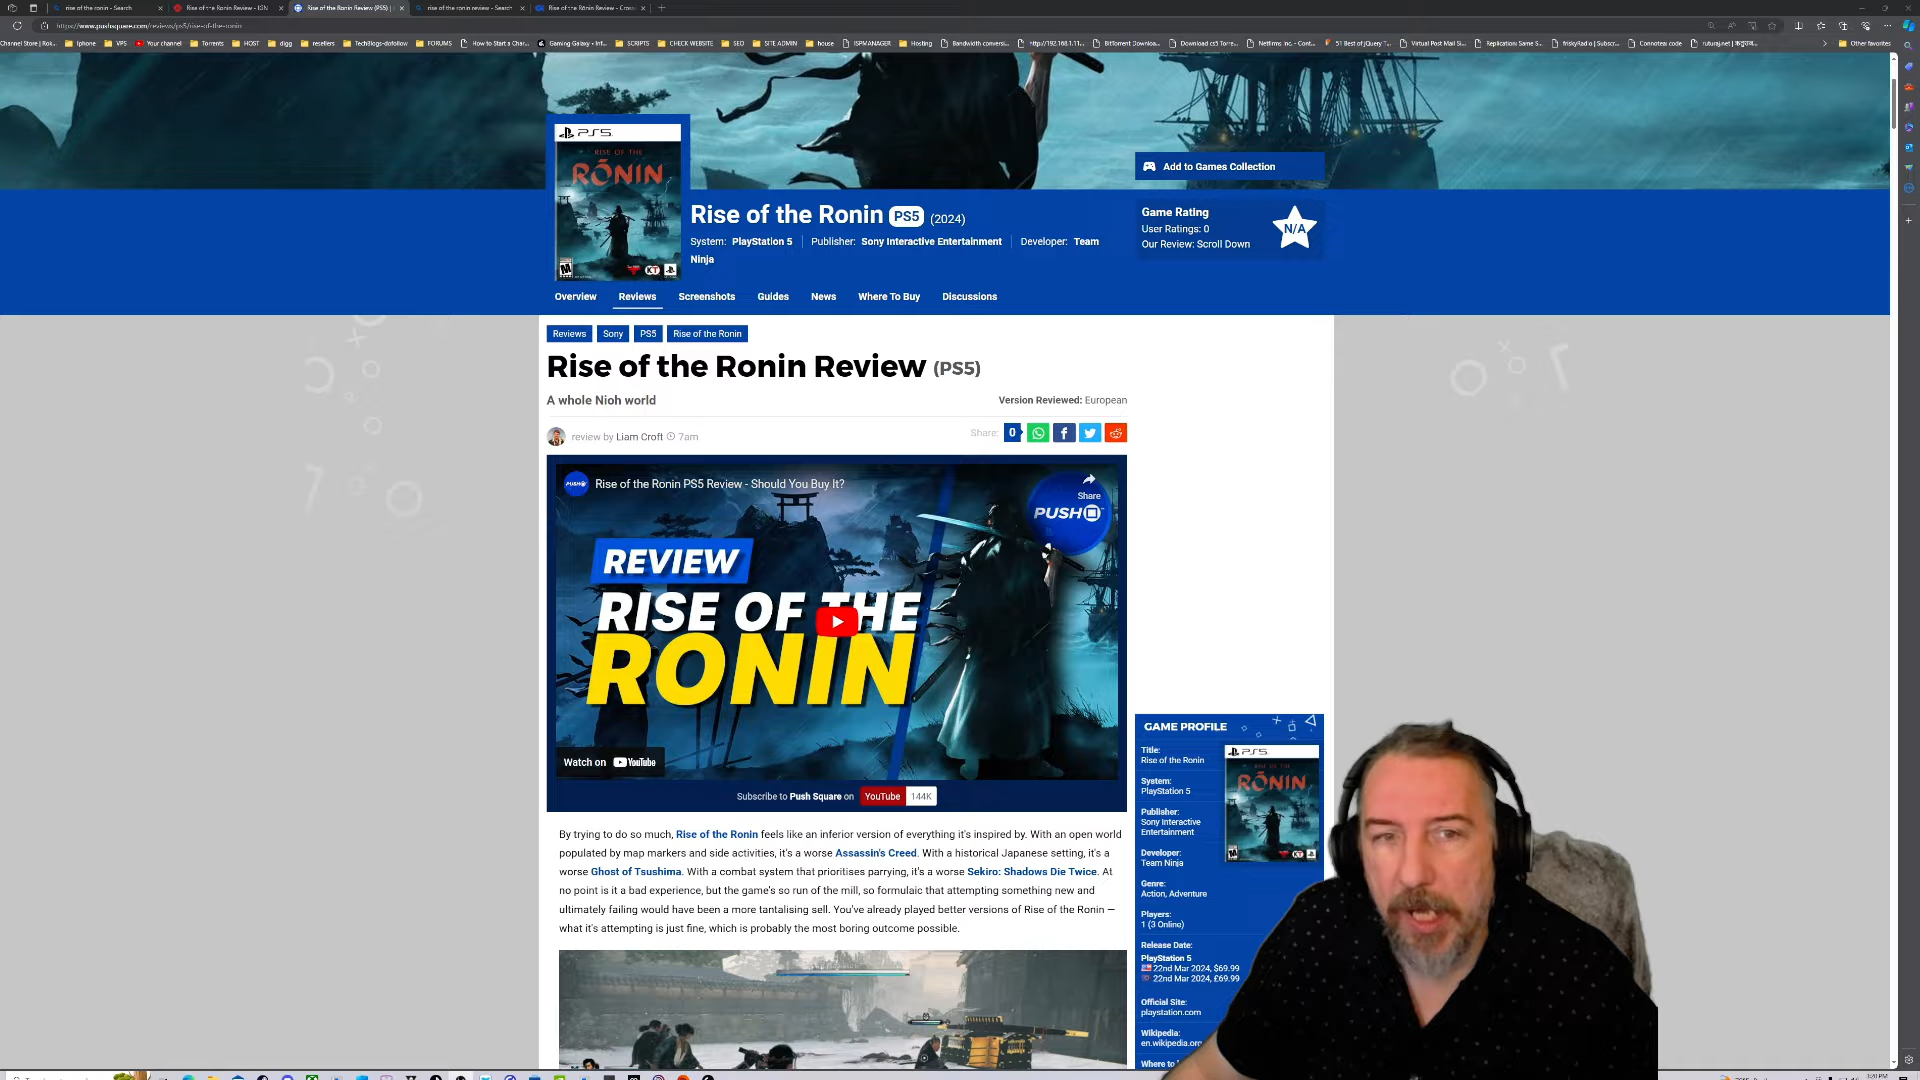 rise of the ronin - Search
Rise of the Ronin Review - IGN
Rise of the Ronin Review (PS5) |
rise of the ronin review - Search
Rise of the Rōnin Review - Cross
https://www.pushsquare.com/reviews/ps5/rise-of-the-ronin
Channel Store | Rok...
Iphone
VPS
Your channel
Torrents
HOST
digg
resellers
TechBlogs-dofollow
FORUMS
How to Start a Char...
Gaming Galaxy • Inf...
SCRIPTS
CHECK WEBSITE
SEO
SITE ADMIN
house
ISPMANAGER
Hosting
Bandwidth conversi...
http://192.168.1.11...
BitTorrent Downloa...
Download cs5 Torre...
Netfirms Inc. - Cont...
51 Best of jQuery T...
Virtual Post Mail Si...
Replication: Same S...
friskyRadio | Subscr...
Connotea: code
Other favorites
PS5
RISE OF THE
RŌNIN
Add to Games Collection
Rise of the Ronin PS5 (2024)
System: PlayStation 5
Publisher: Sony Interactive Entertainment
Developer: Team
Ninja
Game Rating
User Ratings: 0
Our Review: Scroll Down
N/A
Overview
Reviews
Screenshots
Guides
News
Where To Buy
Discussions
Reviews
Sony
PS5
Rise of the Ronin
Rise of the Ronin Review (PS5)
A whole Nioh world
Version Reviewed: European
review by Liam Croft 7am
Share:
0
PUSH
Rise of the Ronin PS5 Review - Should You Buy It?
Share
PUSH
REVIEW
RISE OF THE
RONIN
Watch on YouTube
Subscribe to Push Square on YouTube 144K
By trying to do so much, Rise of the Ronin feels like an inferior version of everything it's inspired by. With an open world
populated by map markers and side activities, it's a worse Assassin's Creed. With a historical Japanese setting, it's a
worse Ghost of Tsushima. With a combat system that prioritises parrying, it's a worse Sekiro: Shadows Die Twice. At
no point is it a bad experience, but the game's so run of the mill, so formulaic that attempting something new and
ultimately failing would have been a more tantalising sell. You've already played better versions of Rise of the Ronin —
what it's attempting is just fine, which is probably the most boring outcome possible.
GAME PROFILE
Title:
Rise of the Ronin
System:
PlayStation 5
Publisher:
Sony Interactive
Entertainment
Developer:
Team Ninja
Genre:
Action, Adventure
Players:
1 (3 Online)
Release Date:
PlayStation 5
22nd Mar 2024, $69.99
22nd Mar 2024, £69.99
Official Site:
playstation.com
Wikipedia:
en.wikipedia.org
Where to
PS5
RISE OF THE
RŌNIN